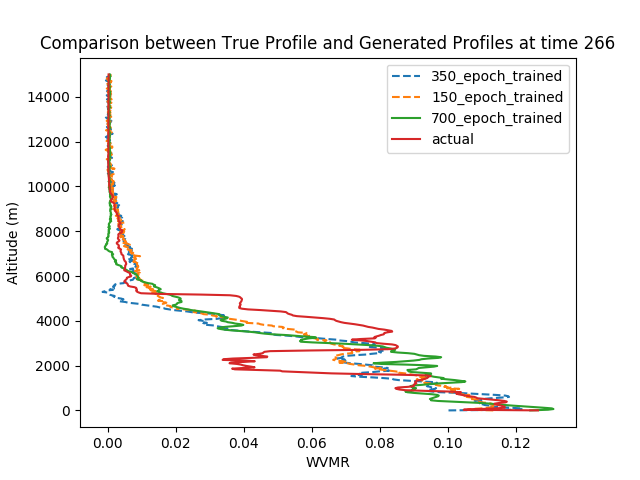 Comparison between True Profile and Generated Profiles at time 266
350_epoch_trained
150_epoch_trained
700_epoch_trained
actual
Altitude (m)
14000
12000
10000
8000
6000
4000
2000
0
0.00 0.02 0.04 0.06 0.08 0.10 0.12
WVMR